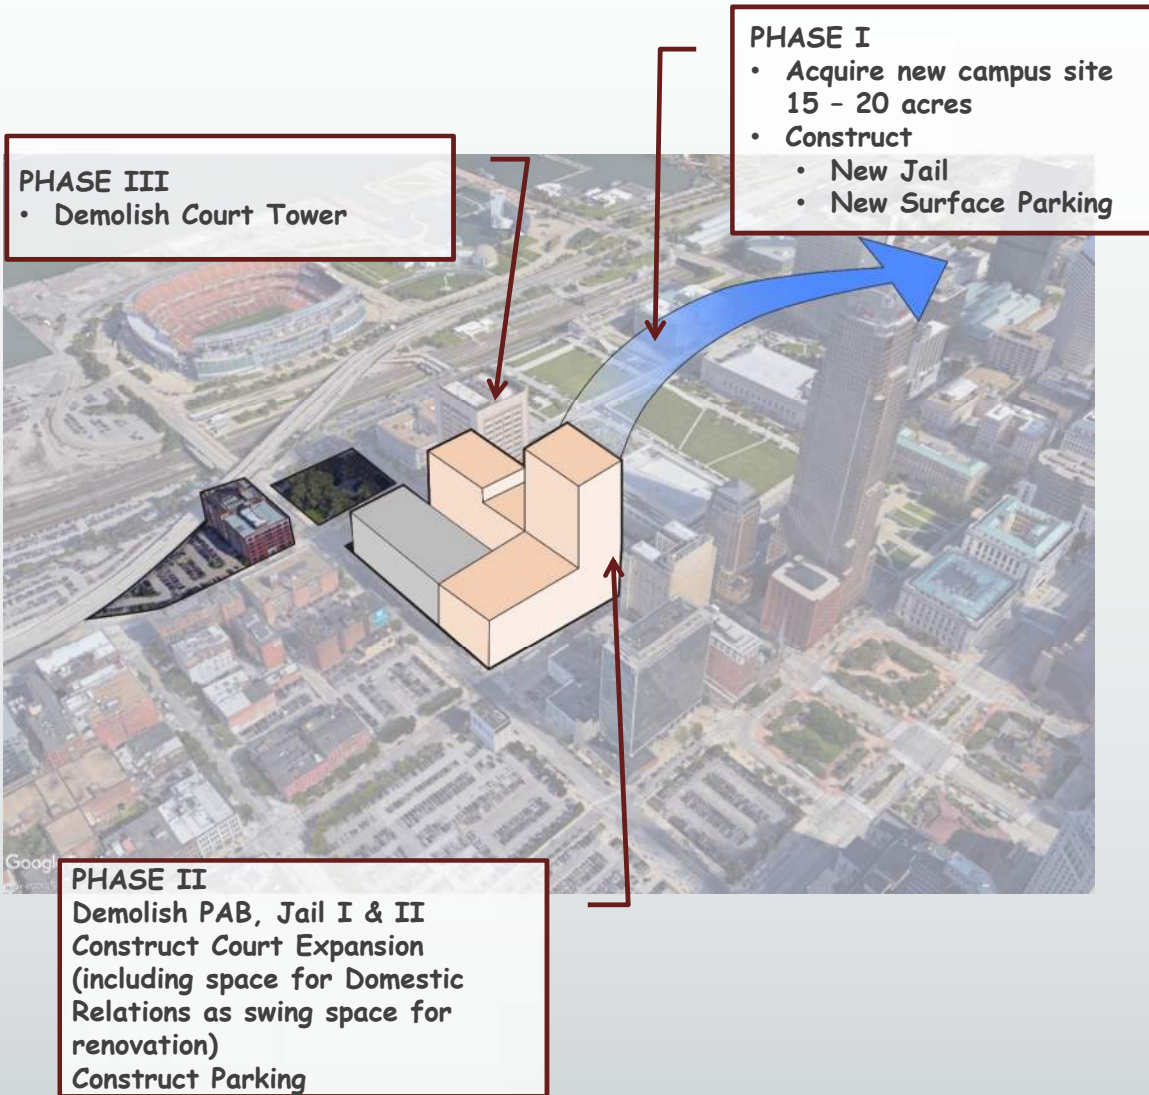 PHASE I
• Acquire new campus site
15 – 20 acres
• Construct
• New Jail
• New Surface Parking
PHASE III
• Demolish Court Tower
Google
PHASE II
Demolish PAB, Jail I & II
Construct Court Expansion
(including space for Domestic
Relations as swing space for
renovation)
Construct Parking